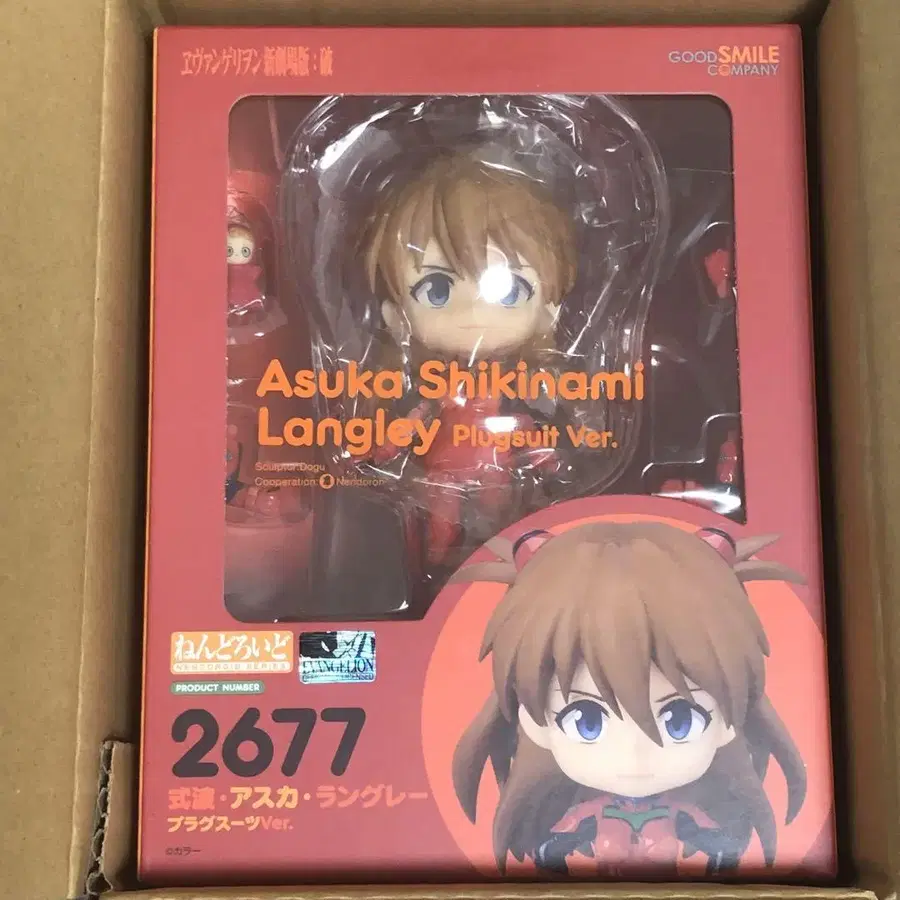 ヱヴァンゲリヲン新劇場版:破
GOOD SMILE
COMPANY
Asuka Shikinami
Langley Plugsuit Ver.
Sculptor:Dogu
Cooperation: Nendoron
ねんどろいど
NENDOROID SERIES
EVANGELION
PRODUCT NUMBER
2677
式波・アスカ・ラングレー
プラグスーツVer.
©カラー